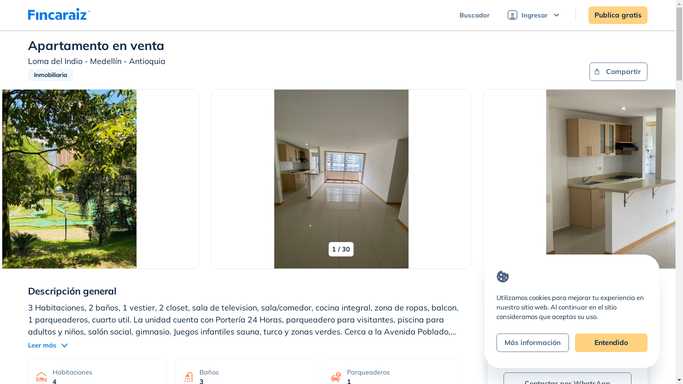 Fincaraiz
Buscador
Ingresar
Publica gratis
Apartamento en venta
Loma del Indio - Medellín - Antioquia
Inmobiliaria
Compartir
1 / 30
Descripción general
3 Habitaciones, 2 baños, 1 vestier, 2 closet, sala de television, sala/comedor, cocina integral, zona de ropas, balcon.
1 parqueaderos, cuarto util. La unidad cuenta con Portería 24 Horas, parqueadero para visitantes, piscina para
adultos y niños, salón social, gimnasio. Juegos infantiles sauna, turco y zonas verdes. Cerca a la Avenida Poblado,...
Leer más
Habitaciones
4
Baños
3
Parqueaderos
1
Utilizamos cookies para mejorar tu experiencia en
nuestro sitio web. Al continuar en el sitio
consideramos que aceptas su uso.
Más información
Entendido
Contactar por WhatsApp